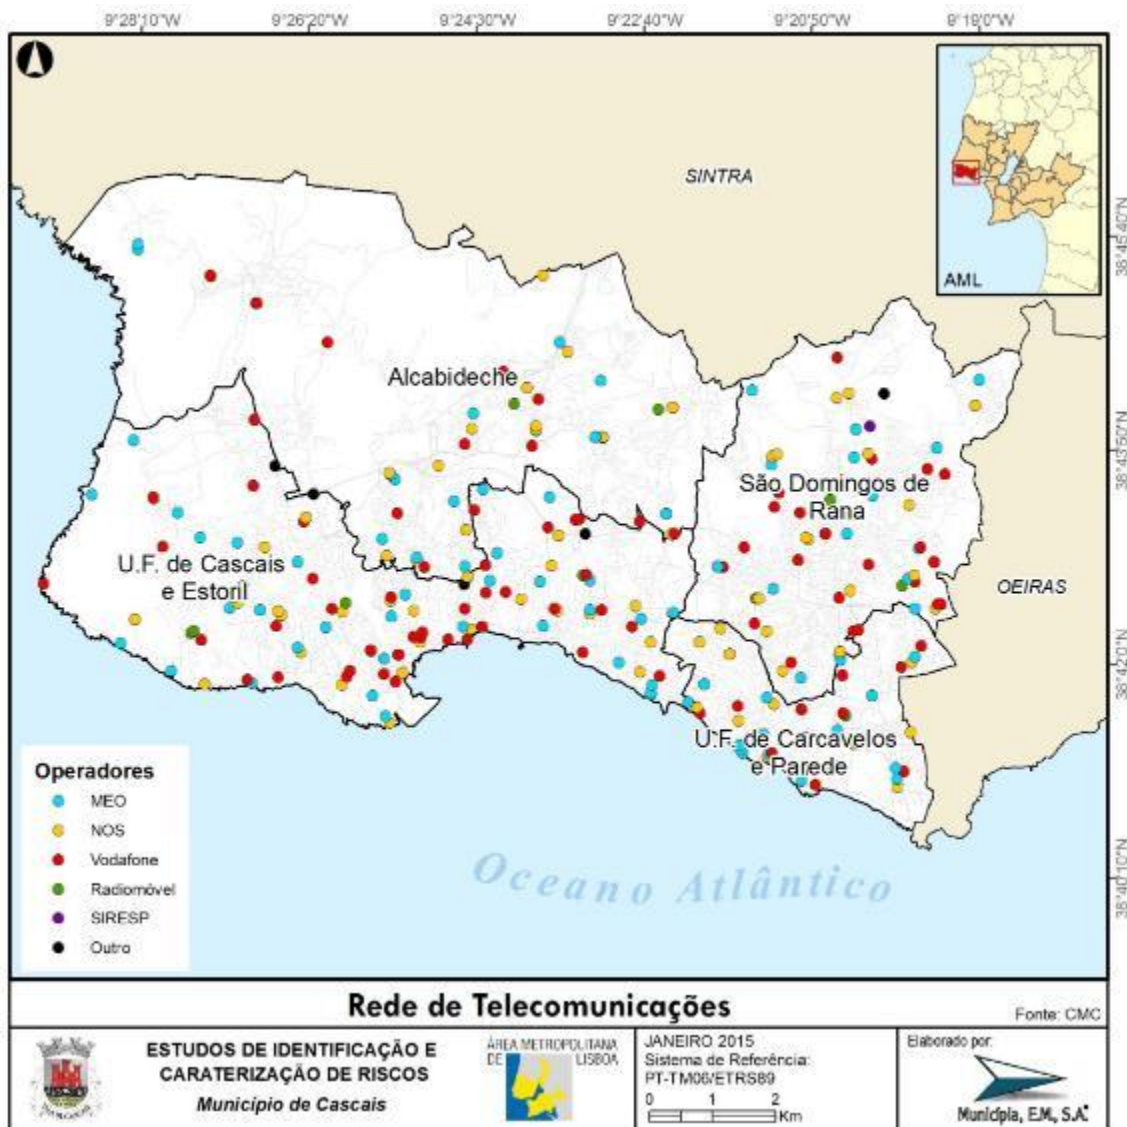 9°28'10"W
9°26'20"W
9°24'30"W
9°22'40"W
9°20'50"W
9°19'0"W
SINTRA
AML
38°45'40"N
Alcabideche
38°43'50"N
São Domingos de
Rana
U.F. de Cascais
e Estoril
OEIRAS
38°42'0"N
U.F. de Carcavelos
e Parede
Operadores
MEO
NOS
Vodafone
Radiomóvel
SIRESP
Outro
Oceano Atlântico
38°40'10"N
Rede de Telecomunicações
Fonte: CMC
ESTUDOS DE IDENTIFICAÇÃO E
CARATERIZAÇÃO DE RISCOS
Município de Cascais
ÁREA METROPOLITANA
DE LISBOA
JANEIRO 2015
Sistema de Referência:
PT-TM06/ETRS89
0 1 2
Km
Elaborado por:
Municípia, E.M., S.A.